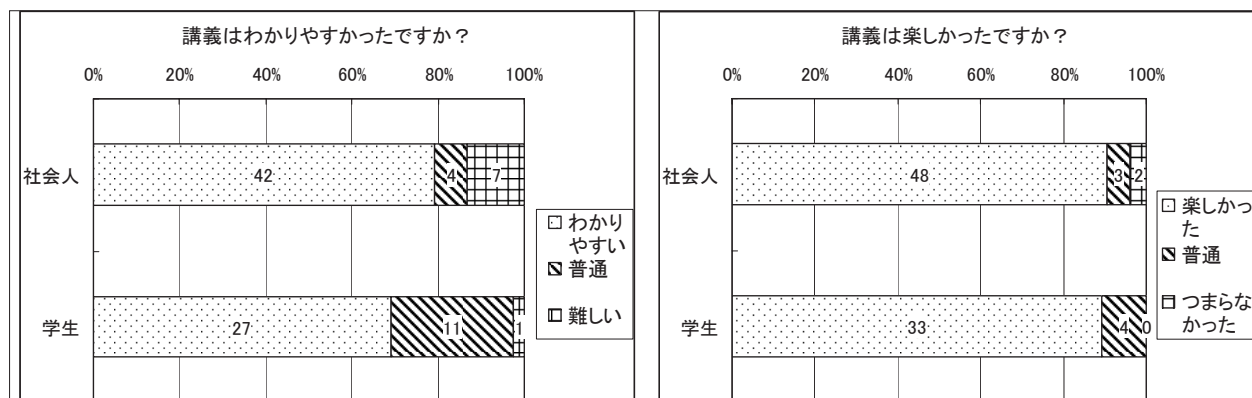 講義はわかりやすかったですか？
0% 20% 40% 60% 80% 100%
社会人
42 4 7
学生
27 11 1
わかり
やすい
普通
難しい
講義は楽しかったですか？
0% 20% 40% 60% 80% 100%
社会人
48 3 2
学生
33 4 0
楽しかっ
た
普通
つまらな
かった